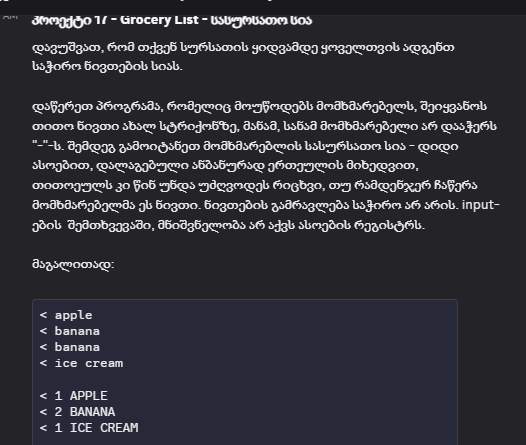 პროექტი 17 - Grocery List - სასურსათო სია
დავუშვათ, რომ თქვენ სურსათის ყიდვამდე ყოველთვის ადგენთ
საჭირო ნივთების სიას.
დაწერეთ პროგრამა, რომელიც მოუწოდებს მომხმარებელს, შეიყვანოს
თითო ნივთი ახალ სტრიქონზე, მანამ, სანამ მომხმარებელი არ დააჭერს
"-"-ს. შემდეგ გამოიტანეთ მომხმარებლის სასურსათო სია - დიდი
ასოებით, დალაგებული ანბანურად ერთეულის მიხედვით,
თითოეულს კი წინ უნდა უძღვოდეს რიცხვი, თუ რამდენჯერ ჩაწერა
მომხმარებელმა ეს ნივთი. ნივთების გამრავლება საჭირო არ არის. input-
ების შემთხვევაში, მნიშვნელობა არ აქვს ასოების რეგისტრს.
მაგალითად:
< apple
< banana
< banana
< ice cream
< 1 APPLE
< 2 BANANA
< 1 ICE CREAM